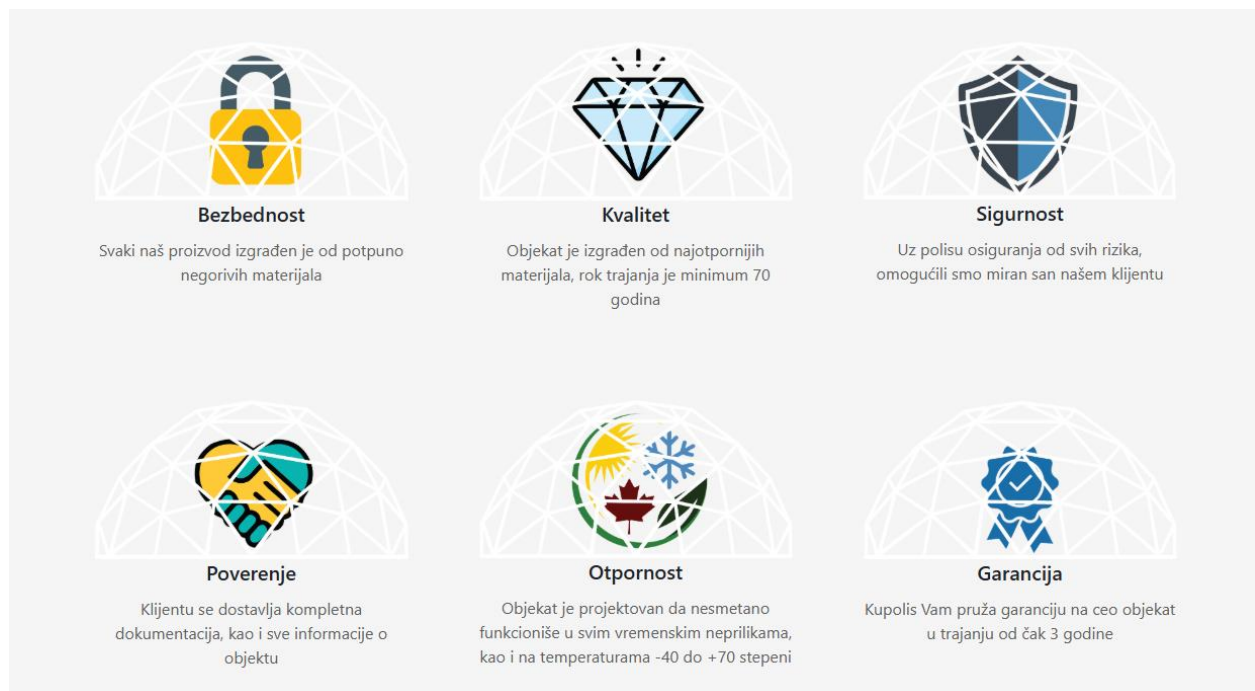 Bezbednost
Svaki naš proizvod izgrađen je od potpuno
negorivih materijala
Kvalitet
Objekat je izgrađen od najotpornijih
materijala, rok trajanja je minimum 70
godina
Sigurnost
Uz polisu osiguranja od svih rizika,
omogućili smo miran san našem klijentu
Poverenje
Klijentu se dostavlja kompletna
dokumentacija, kao i sve informacije o
objektu
Otpornost
Objekat je projektovan da nesmetano
funkcioniše u svim vremenskim neprilikama,
kao i na temperaturama -40 do +70 stepeni
Garancija
Kupolis Vam pruža garanciju na ceo objekat
u trajanju od čak 3 godine